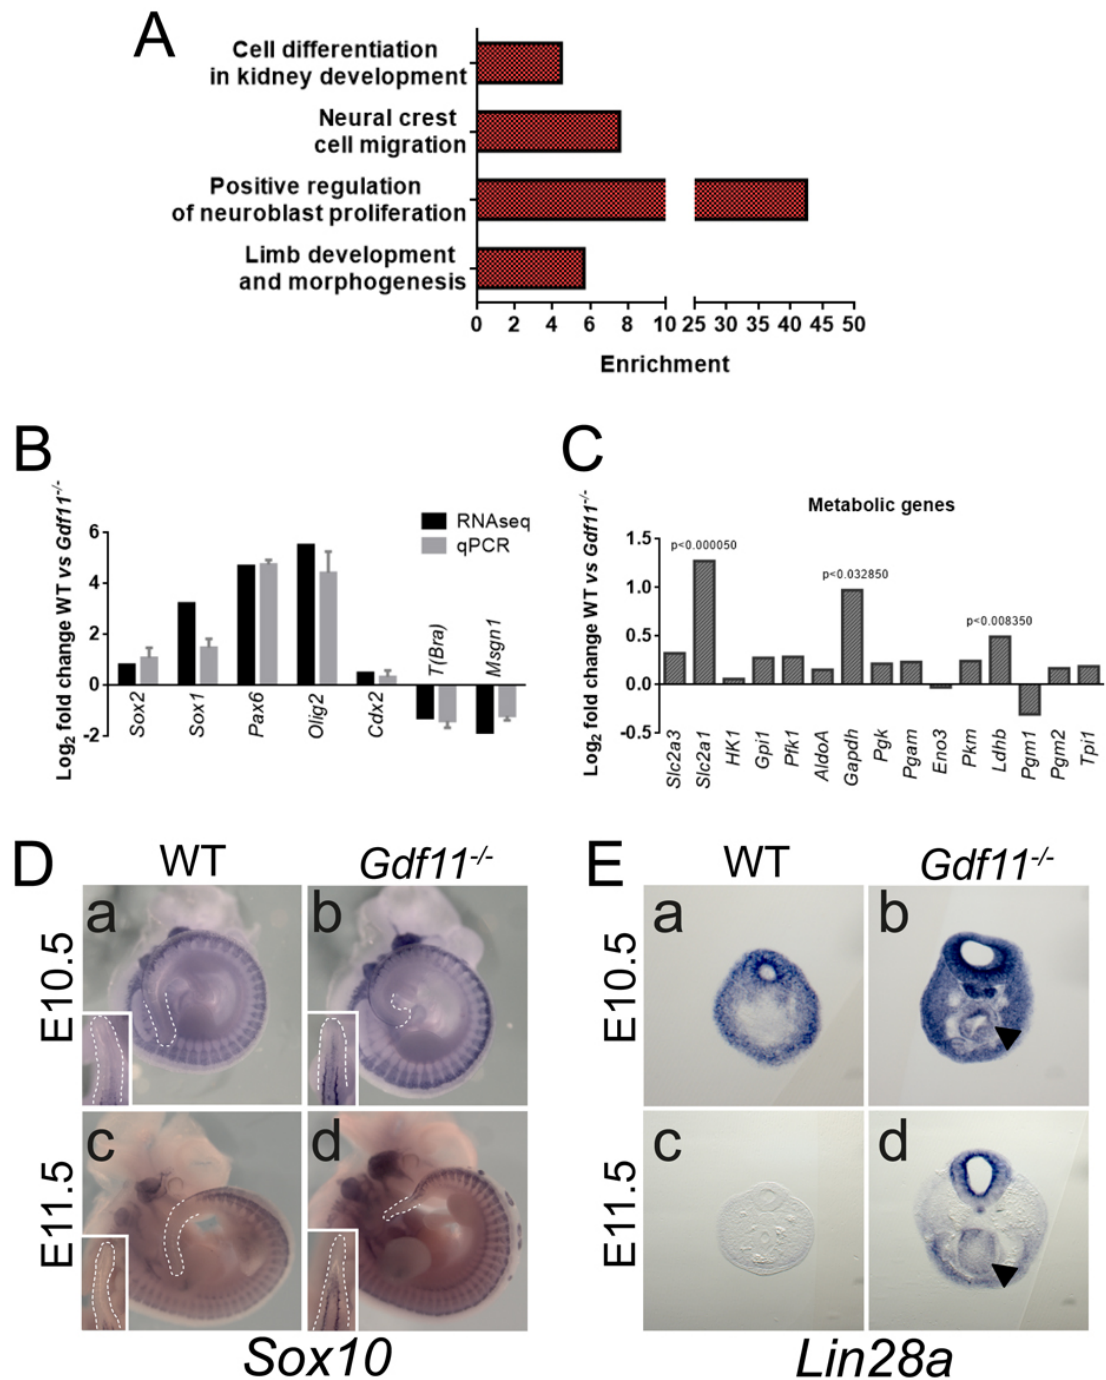 A
Cell differentiation
in kidney development
Neural crest
cell migration
Positive regulation
of neuroblast proliferation
Limb development
and morphogenesis
0 2 4 6 8 10 25 30 35 40 45 50
Enrichment
B
Log2 fold change WT vs Gdf11-/-
6
4
2
0
-2
RNAseq
qPCR
Sox2 Sox1 Pax6 Olig2 Cdx2 T(Bra) Msgn1
C
Log2 fold change WT vs Gdf11-/-
Metabolic genes
1.5
1.0
0.5
0.0
-0.5
p<0.000050
p<0.032850
p<0.008350
Slc2a3 Slc2a1 HK1 Gpi1 Pfk1 AldoA Gapdh Pgk Pgam Eno3 Pkm Ldhb Pgm1 Pgm2 Tpi1
D
WT Gdf11-/-
E10.5
a b
E11.5
c d
Sox10
E
WT Gdf11-/-
E10.5
a b
E11.5
c d
Lin28a